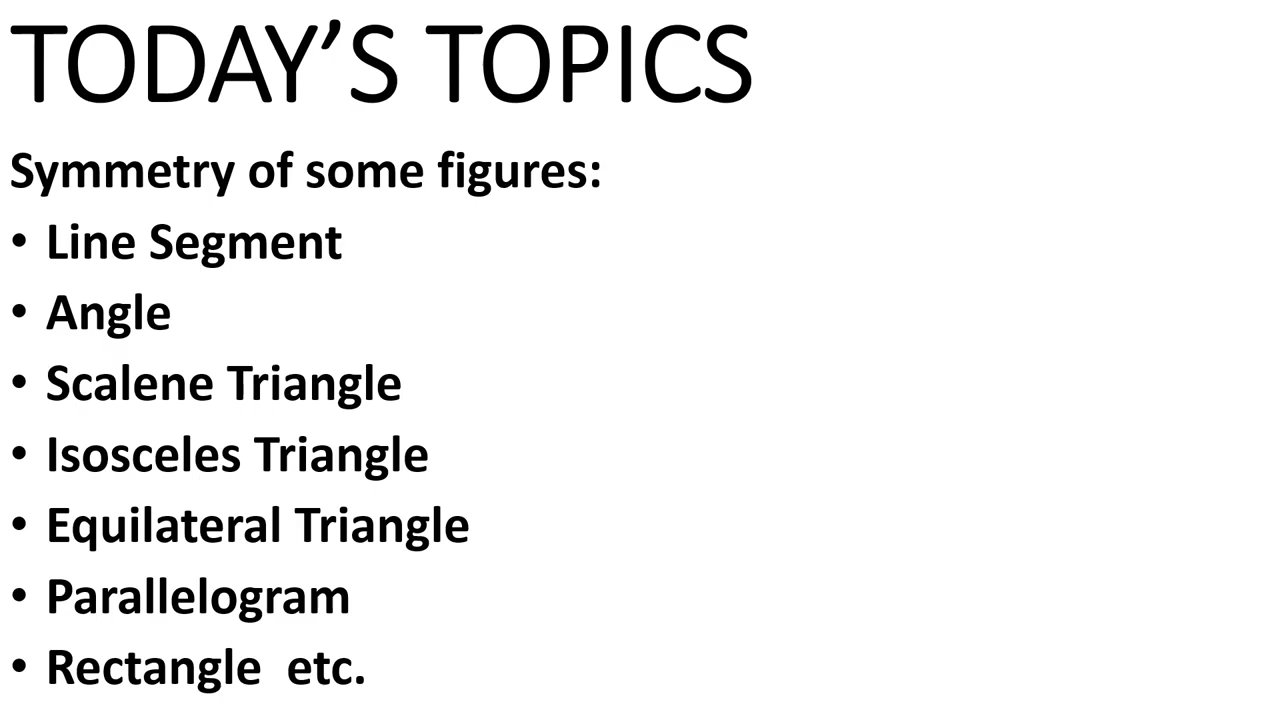 TODAY’S TOPICS
Symmetry of some figures:
• Line Segment
• Angle
• Scalene Triangle
• Isosceles Triangle
• Equilateral Triangle
• Parallelogram
• Rectangle  etc.